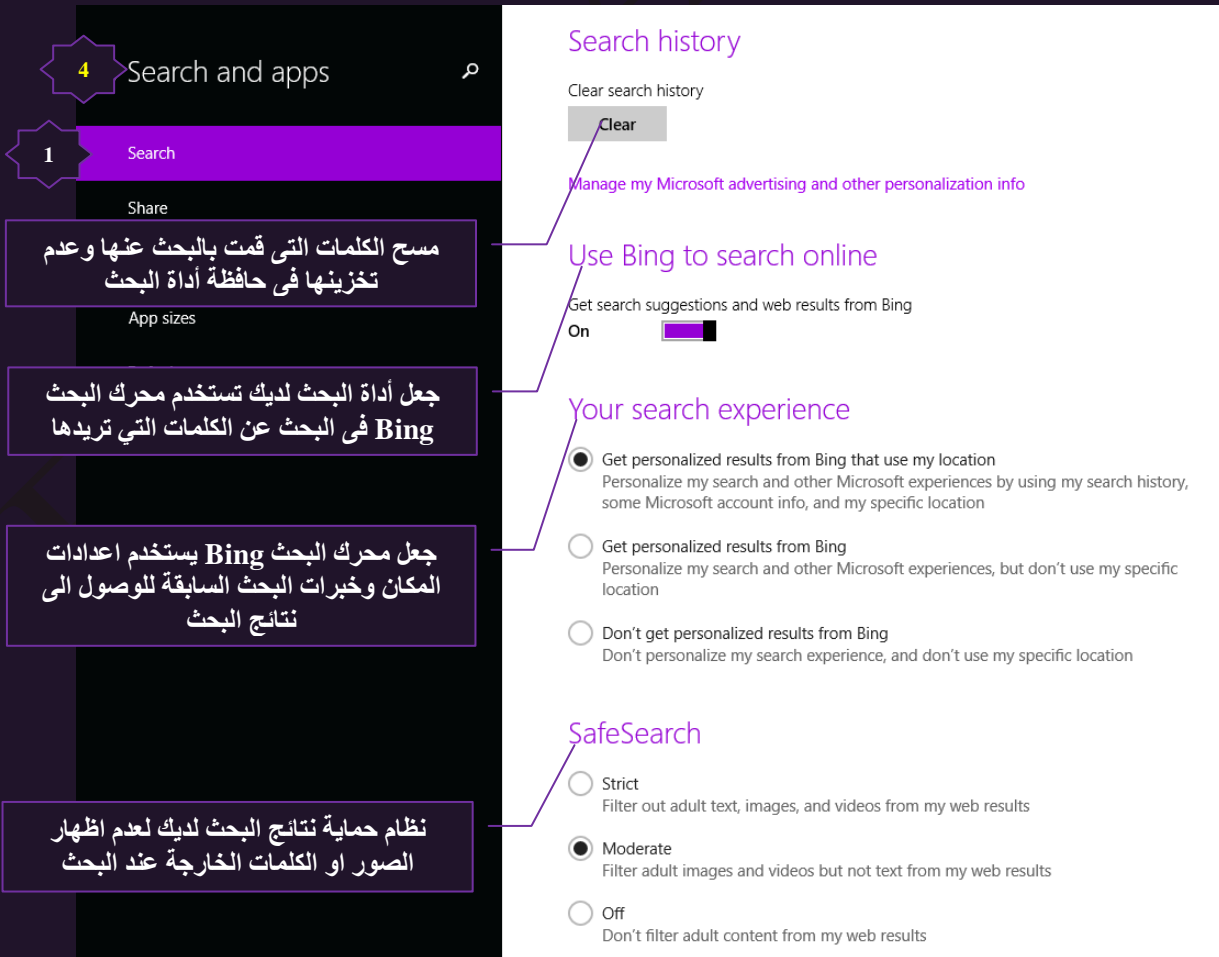 4
Search and apps
1
Search
Share
مسح الكلمات التى قمت بالبحث عنها وعدم
تخزينها فى حافظة أداة البحث
App sizes
جعل أداة البحث لديك تستخدم محرك البحث
Bing فى البحث عن الكلمات التي تريدها
جعل محرك البحث Bing يستخدم اعدادات
المكان وخبرات البحث السابقة للوصول الى
نتائج البحث
نظام حماية نتائج البحث لديك لعدم اظهار
الصور او الكلمات الخارجة عند البحث
Search history
Clear search history
Clear
Manage my Microsoft advertising and other personalization info
Use Bing to search online
Get search suggestions and web results from Bing
On
Your search experience
Get personalized results from Bing that use my location
Personalize my search and other Microsoft experiences by using my search history,
some Microsoft account info, and my specific location
Get personalized results from Bing
Personalize my search and other Microsoft experiences, but don't use my specific
location
Don't get personalized results from Bing
Don't personalize my search experience, and don't use my specific location
SafeSearch
Strict
Filter out adult text, images, and videos from my web results
Moderate
Filter adult images and videos but not text from my web results
Off
Don't filter adult content from my web results